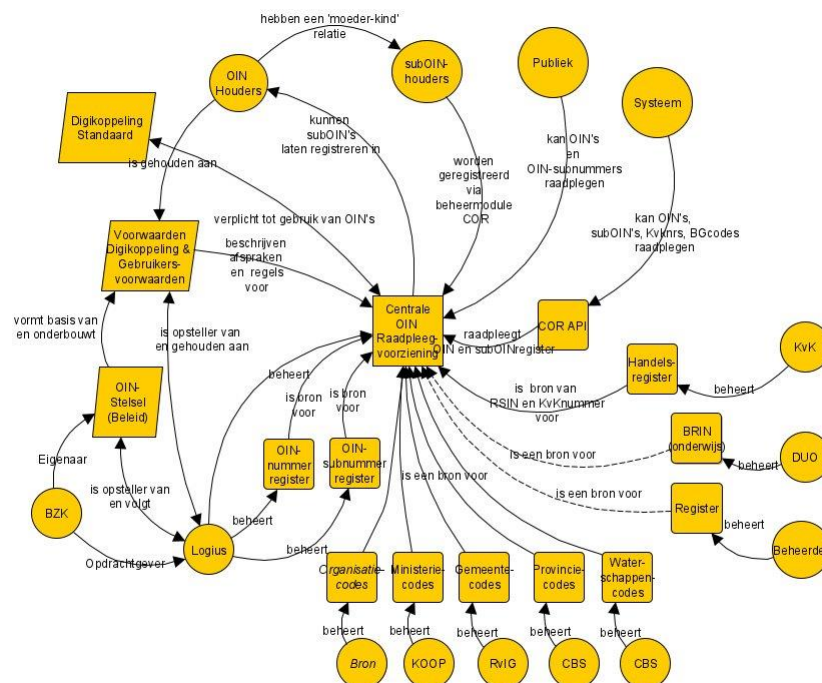 hebben een 'moeder-kind'
relatie
OIN
Houders
subOIN-
houders
Publiek
Systeem
Digikoppeling
Standaard
kunnen
subOIN's
laten registreren in
is gehouden aan
worden
geregistreerd
via
beheermodule
COR
kan OIN's
en
OIN-subnummers
raadplegen
kan OIN's,
subOIN's, Kvknrs, BGcodes
raadplegen
verplicht tot gebruik van OIN's
Voorwaarden
Digikoppeling &
Gebruikers-
voorwaarden
beschrijven
afspraken
en regels
voor
Centrale
OIN
Raadpleeg-
voorziening
raadpleegt
OIN en subOINregister
COR API
vormt basis van
en onderbouwt
is opsteller van
en gehouden aan
beheert
Handels-
register
beheert
KvK
is bron van
RSIN en KvKnummer
voor
OIN-
Stelsel
(Beleid)
is bron
voor
is bron
voor
BRIN
(onderwijs)
beheert
DUO
is een bron voor
Eigenaar
OIN-
nummer
register
OIN-
subnummer
register
is een bron voor
is een bron voor
is opsteller van
en volgt
BZK
beheert
Register
beheert
Logius
beheert
Beheerder
Opdrachtgever
Organisatie-
codes
Ministerie-
codes
Gemeente-
codes
Provincie-
codes
Water-
schappen-
codes
beheert
beheert
beheert
beheert
beheert
Bron
KOOP
RvIG
CBS
CBS